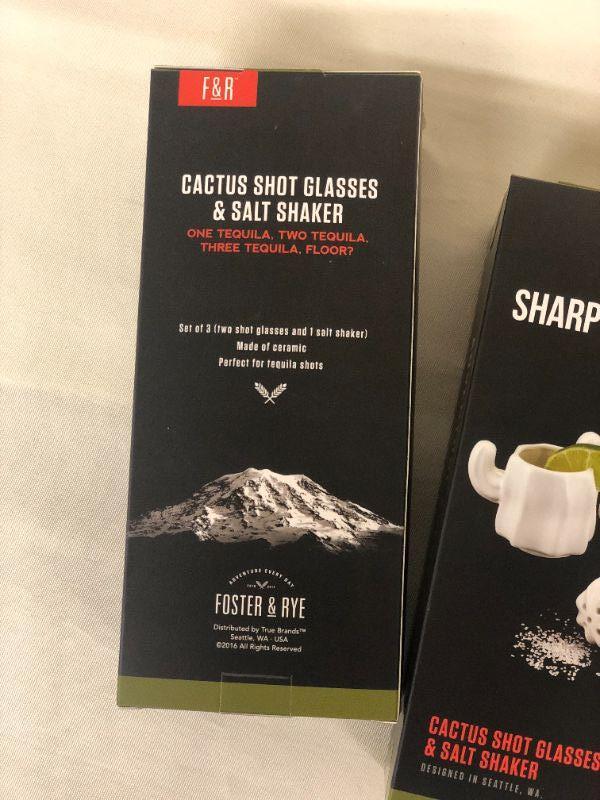 F&R™
CACTUS SHOT GLASSES
& SALT SHAKER
ONE TEQUILA, TWO TEQUILA,
THREE TEQUILA, FLOOR?
Set of 3 (two shot glasses and 1 salt shaker)
Made of ceramic
Perfect for tequila shots
ADVENTURE EVERY DAY
FOSTER & RYE
Distributed by True Brands™
Seattle, WA - USA
©2016 All Rights Reserved
SHARP
CACTUS SHOT GLASSES
& SALT SHAKER
DESIGNED IN SEATTLE, WA.